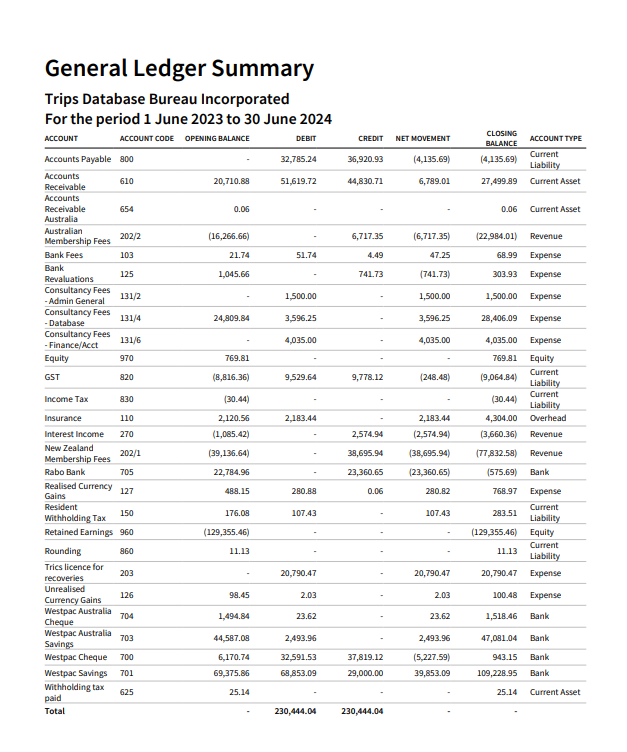 General Ledger Summary
Trips Database Bureau Incorporated
For the period 1 June 2023 to 30 June 2024
ACCOUNT ACCOUNT CODE OPENING BALANCE DEBIT CREDIT NET MOVEMENT CLOSING BALANCE ACCOUNT TYPE
Accounts Payable 800 - 32,785.24 36,920.93 (4,135.69) (4,135.69) Current Liability
Accounts Receivable 610 20,710.88 51,619.72 44,830.71 6,789.01 27,499.89 Current Asset
Accounts Receivable Australia 654 0.06 - - - 0.06 Current Asset
Australian Membership Fees 202/2 (16,266.66) - 6,717.35 (6,717.35) (22,984.01) Revenue
Bank Fees 103 21.74 51.74 4.49 47.25 68.99 Expense
Bank Revaluations 125 1,045.66 - 741.73 (741.73) 303.93 Expense
Consultancy Fees - Admin General 131/2 - 1,500.00 - 1,500.00 1,500.00 Expense
Consultancy Fees - Database 131/4 24,809.84 3,596.25 - 3,596.25 28,406.09 Expense
Consultancy Fees - Finance/Acct 131/6 - 4,035.00 - 4,035.00 4,035.00 Expense
Equity 970 769.81 - - - 769.81 Equity
GST 820 (8,816.36) 9,529.64 9,778.12 (248.48) (9,064.84) Current Liability
Income Tax 830 (30.44) - - - (30.44) Current Liability
Insurance 110 2,120.56 2,183.44 - 2,183.44 4,304.00 Overhead
Interest Income 270 (1,085.42) - 2,574.94 (2,574.94) (3,660.36) Revenue
New Zealand Membership Fees 202/1 (39,136.64) - 38,695.94 (38,695.94) (77,832.58) Revenue
Rabo Bank 705 22,784.96 - 23,360.65 (23,360.65) (575.69) Bank
Realised Currency Gains 127 488.15 280.88 0.06 280.82 768.97 Expense
Resident Withholding Tax 150 176.08 107.43 - 107.43 283.51 Expense
Retained Earnings 960 (129,355.46) - - - (129,355.46) Equity
Rounding 860 11.13 - - - 11.13 Current Liability
Trics licence for recoveries 203 - 20,790.47 - 20,790.47 20,790.47 Expense
Unrealised Currency Gains 126 98.45 2.03 - 2.03 100.48 Expense
Westpac Australia Cheque 704 1,494.84 23.62 - 23.62 1,518.46 Bank
Westpac Australia Savings 703 44,587.08 2,493.96 - 2,493.96 47,081.04 Bank
Westpac Cheque 700 6,170.74 32,591.53 37,819.12 (5,227.59) 943.15 Bank
Westpac Savings 701 69,375.86 68,853.09 29,000.00 39,853.09 109,228.95 Bank
Withholding tax paid 625 25.14 - - - 25.14 Current Asset
Total - 230,444.04 230,444.04 - -